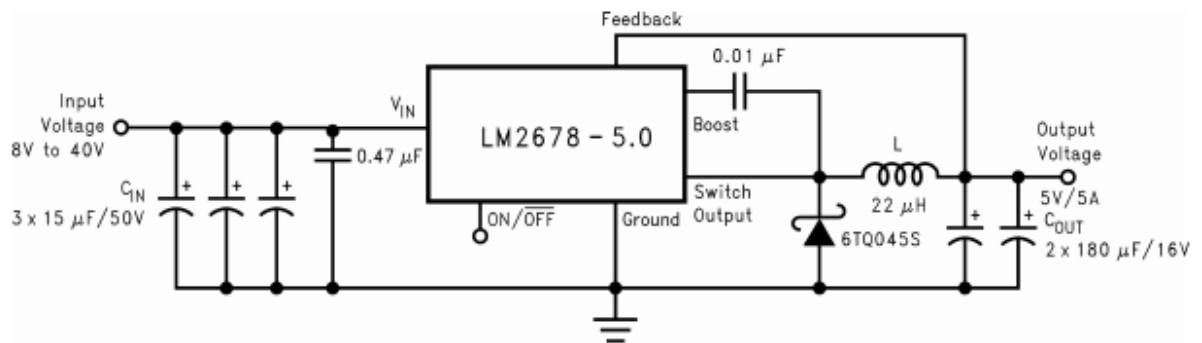 Feedback
0.01 μF
Input
Voltage
8V to 40V
V_IN
LM2678 - 5.0
Boost
0.47 μF
C_IN
3 x 15 μF/50V
ON/O̅F̅F̅
Ground
Switch
Output
L
22 μH
6TQ045S
Output
Voltage
5V/5A
C_OUT
2 x 180 μF/16V